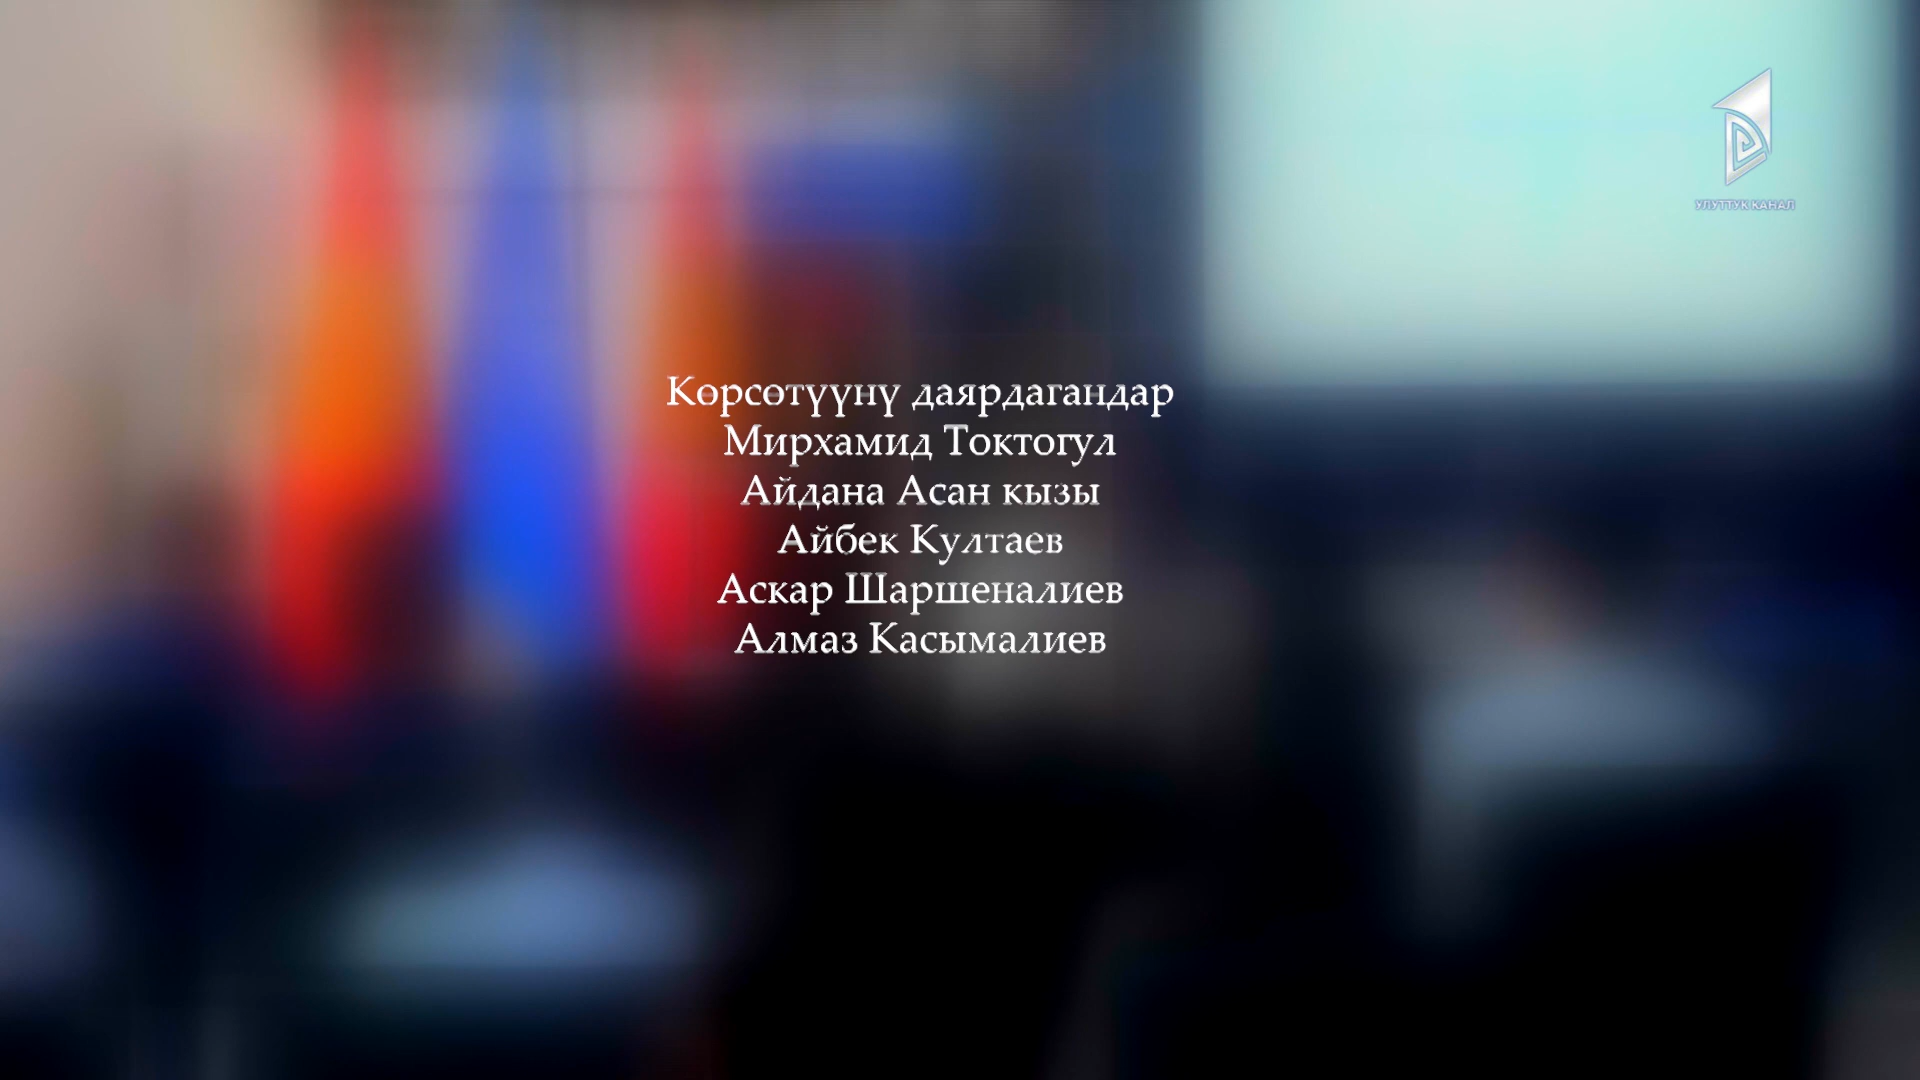 УЛУТТУК КАНАЛ
Көрсөтүүнү даярдагандар
Мирхамид Токтогул
Айдана Асан кызы
Айбек Култаев
Аскар Шаршеналиев
Алмаз Касымалиев